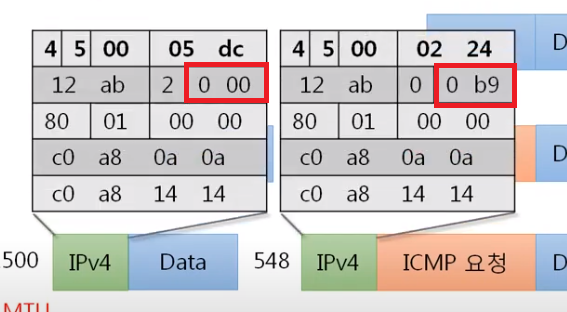 4 5 00 05 dc
12 ab 2 0 00
80 01 00 00
c0 a8 0a 0a
c0 a8 14 14
4 5 00 02 24
12 ab 0 0 b9
80 01 00 00
c0 a8 0a 0a
c0 a8 14 14
D
D
500 IPv4 Data 548 IPv4 ICMP 요청 D
MTU